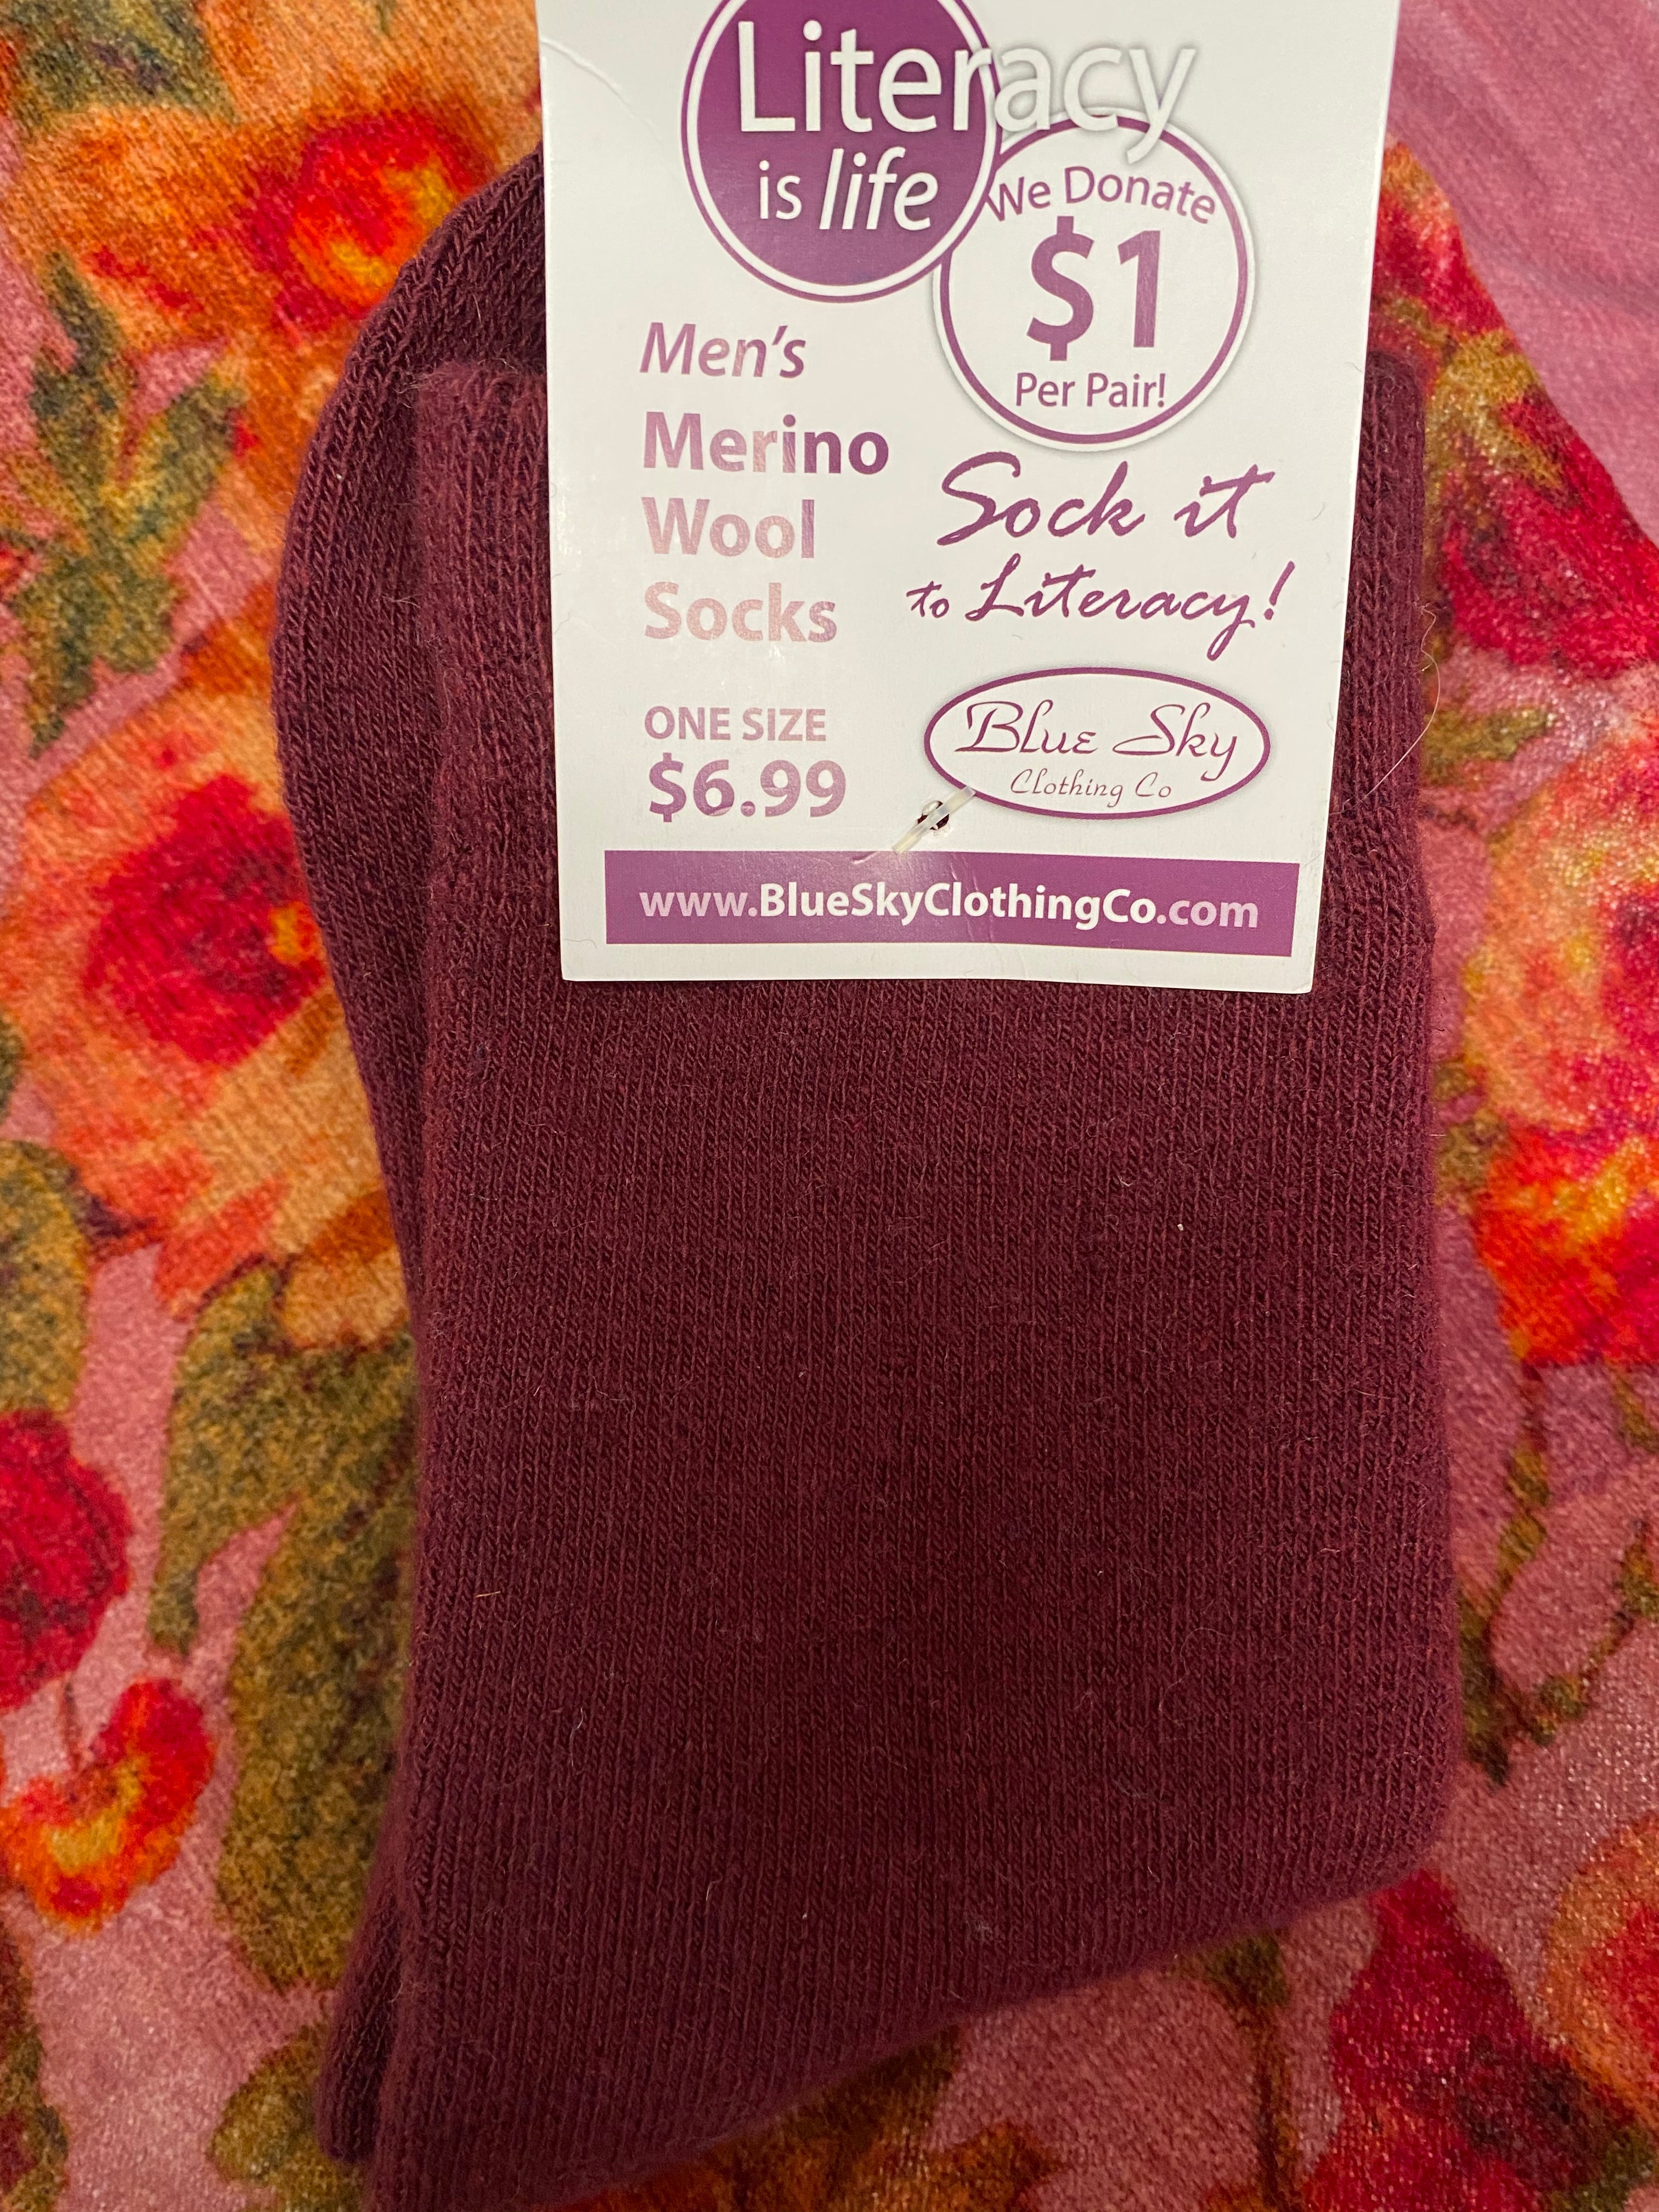 Literacy
is life
We Donate
$1
Per Pair!
Men's
Merino
Wool
Socks
Sock it
to Literacy!
ONE SIZE
$6.99
Blue Sky
Clothing Co
www.BlueSkyClothingCo.com